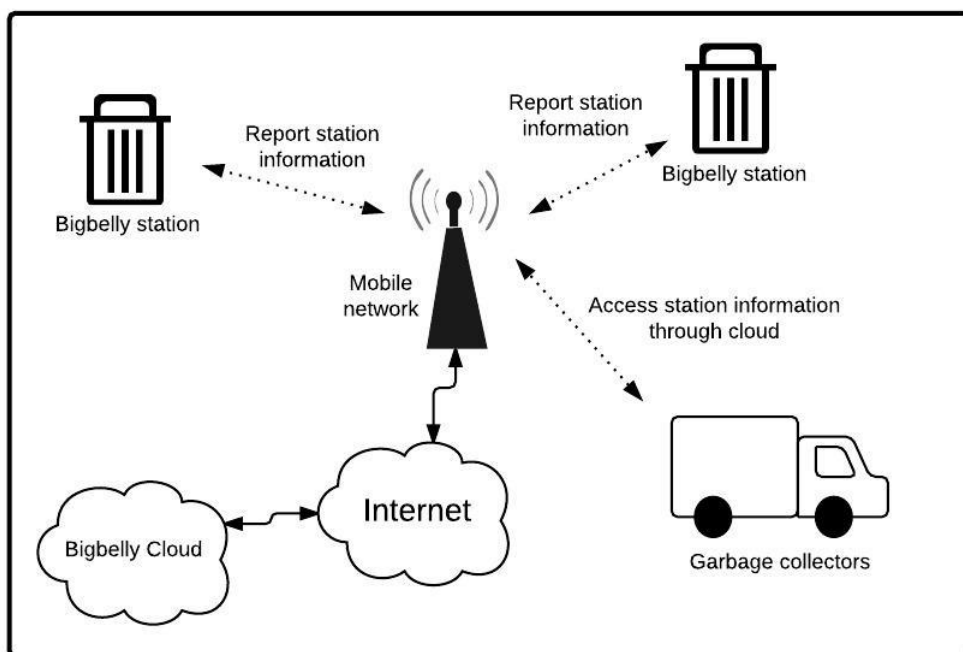 Report station
information
Bigbelly station
Report station
information
Bigbelly station
Mobile
network
Access station information
through cloud
Internet
Bigbelly Cloud
Garbage collectors